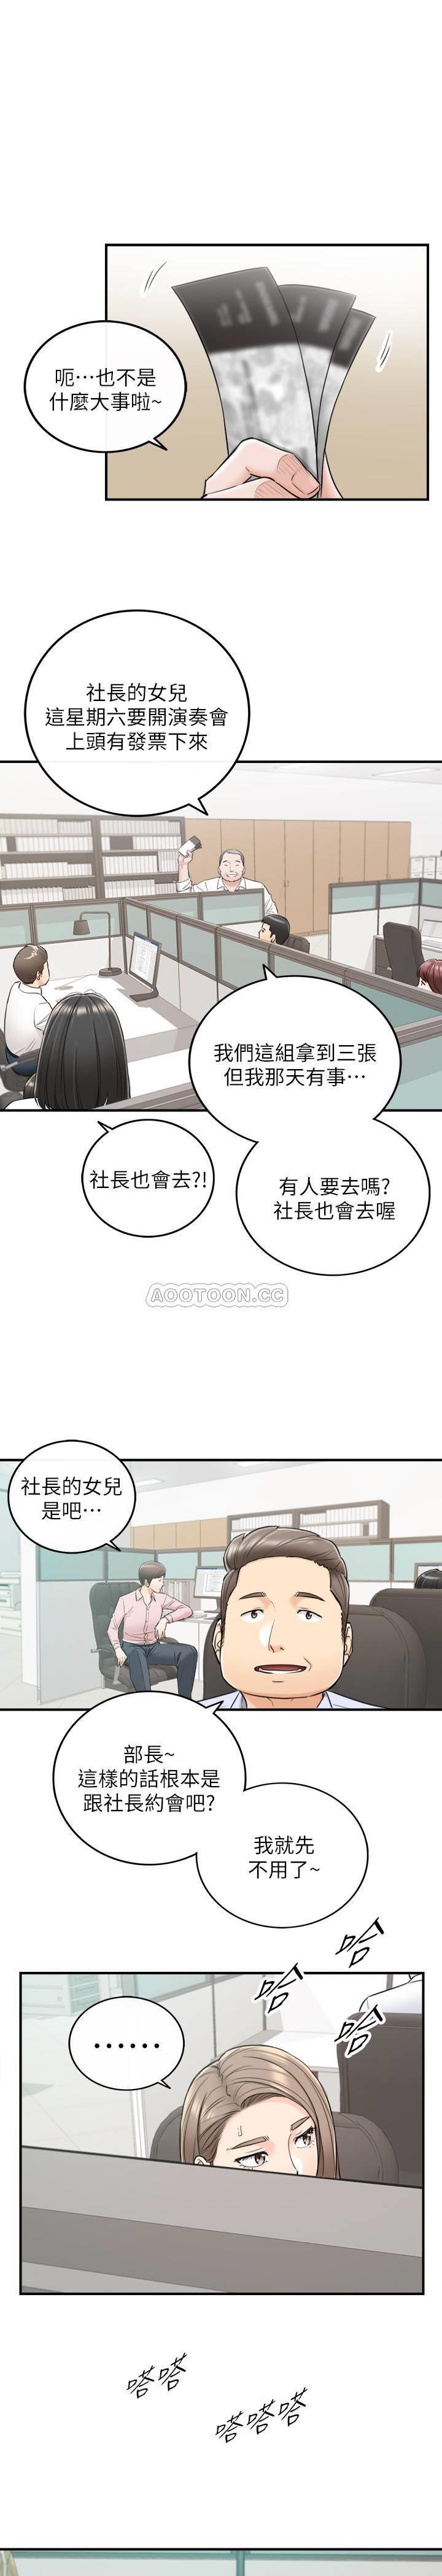 呃…也不是
什麼大事啦~
社長的女兒
這星期六要開演奏會
上頭有發票下來
我們這組拿到三張
但我那天有事…
有人要去嗎?
社長也會去喔
社長也會去?!
AOOTOON.CC
社長的女兒
是吧…
部長~
這樣的話根本是
跟社長約會吧?
我就先
不用了~
哈
哈
哈
……
嗒嗒
嗒嗒嗒